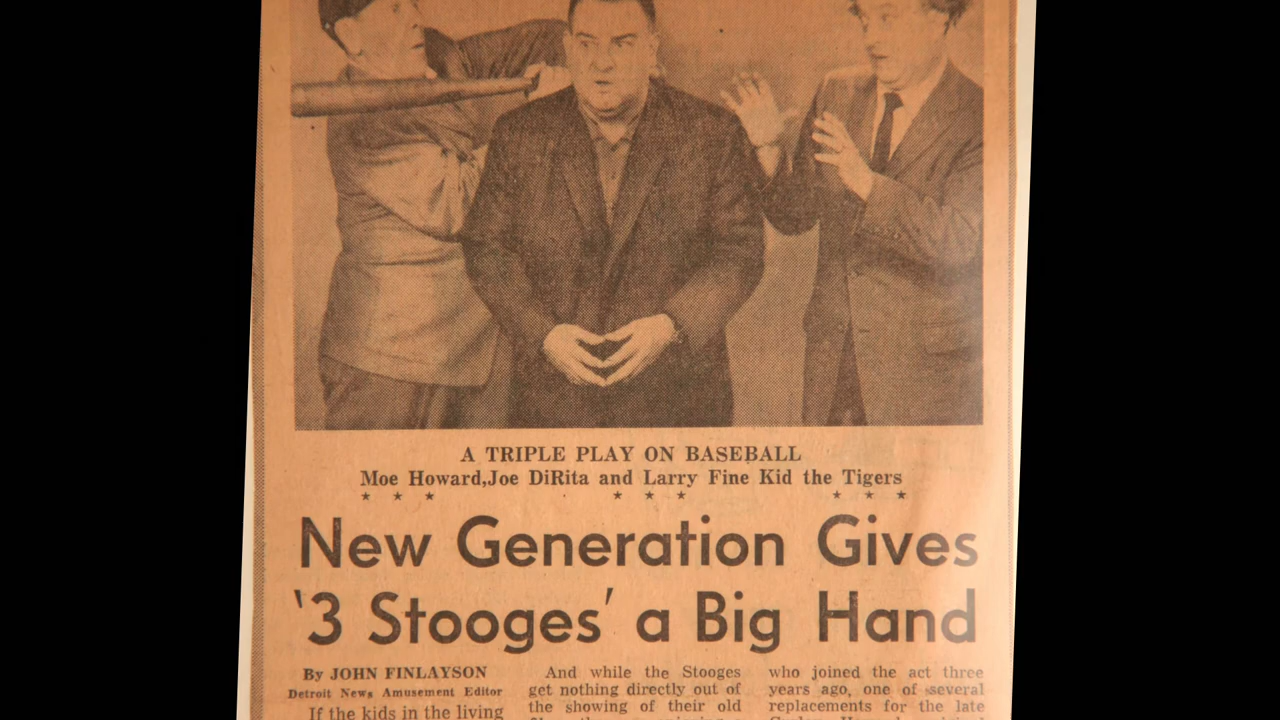 A TRIPLE PLAY ON BASEBALL
Moe Howard,Joe DiRita and Larry Fine Kid the Tigers
★ ★ ★ ★ ★ ★ ★ ★ ★
New Generation Gives
'3 Stooges' a Big Hand
By JOHN FINLAYSON
Detroit News Amusement Editor
If the kids in the living
And while the Stooges
get nothing directly out of
the showing of their old
who joined the act three
years ago, one of several
replacements for the late